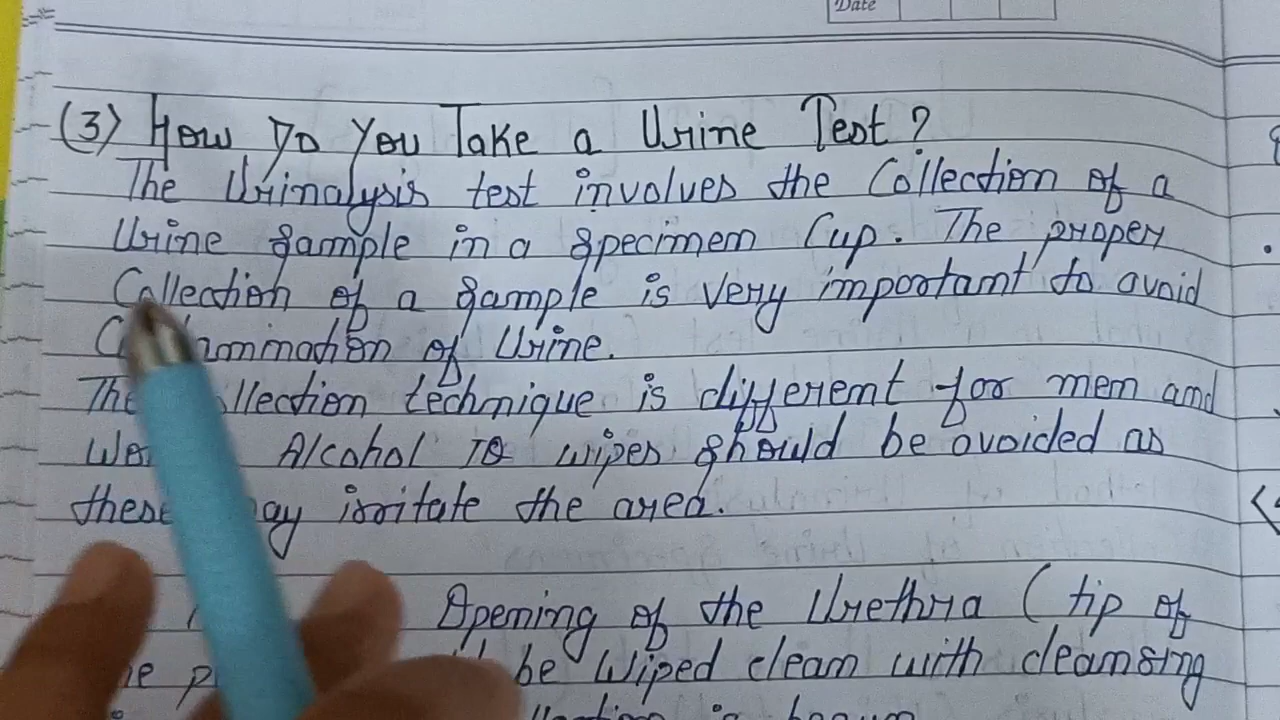 Date
(3) How Do You Take a Urine Test?
The Urinalysis test involves the Collection of a
Urine sample in a specimen Cup. The proper
Collection of a sample is very important to avoid
of Urine.
The technique is different for men and
Alcohol wipes should be avoided as
these may irritate the area.
Opening of the Urethra (tip of
be Wiped clean with cleansing
is begun